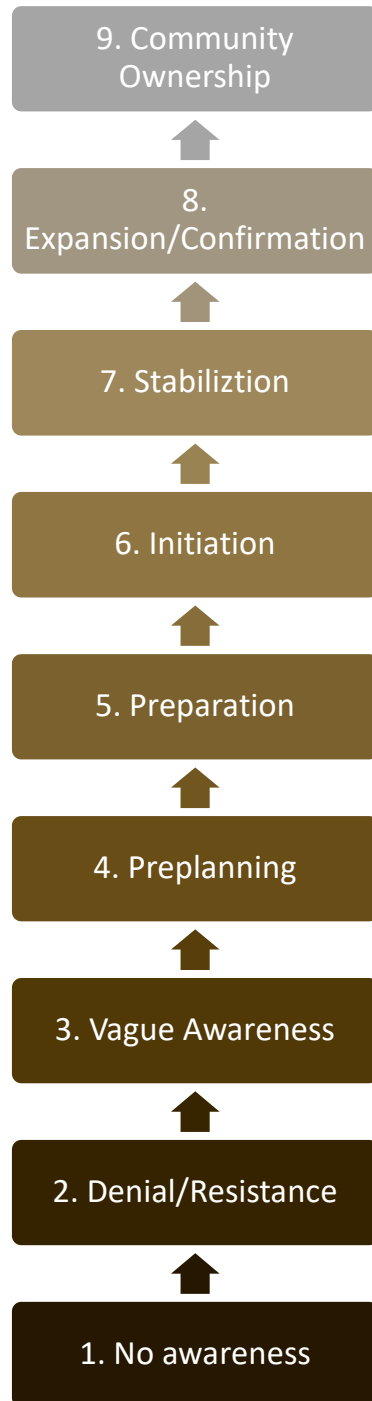 9. Community
Ownership
8.
Expansion/Confirmation
7. Stabiliztion
6. Initiation
5. Preparation
4. Preplanning
3. Vague Awareness
2. Denial/Resistance
1. No awareness